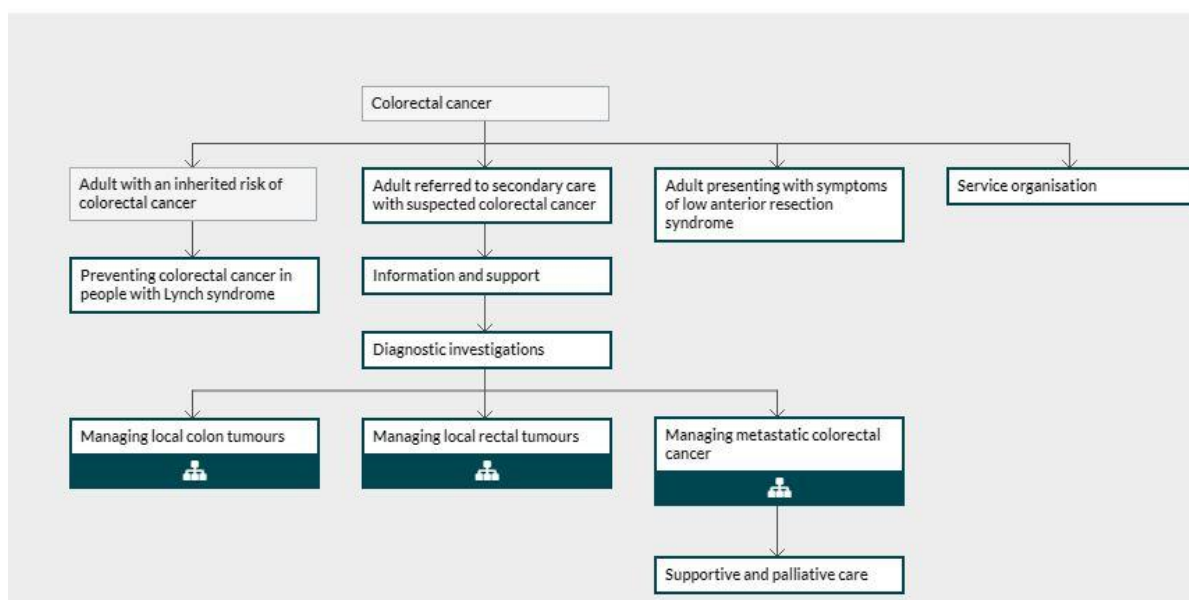 Colorectal cancer
Adult with an inherited risk of
colorectal cancer
Adult referred to secondary care
with suspected colorectal cancer
Adult presenting with symptoms
of low anterior resection
syndrome
Service organisation
Preventing colorectal cancer in
people with Lynch syndrome
Information and support
Diagnostic investigations
Managing local colon tumours
Managing local rectal tumours
Managing metastatic colorectal
cancer
Supportive and palliative care